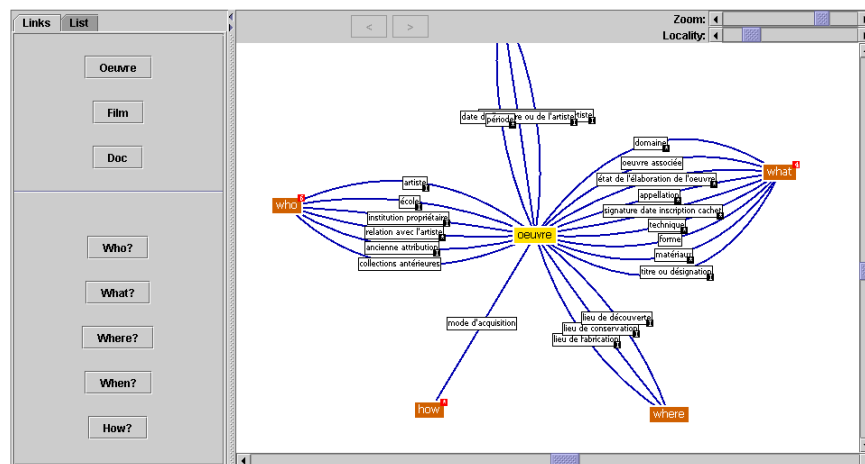 Links List
Oeuvre
Film
Doc
Who?
What?
Where?
When?
How?
< >
Zoom:
Locality:
période
domaine
oeuvre associée
état de l'élaboration de l'oeuvre
appellation
signature date inscription cachet
technique
forme
matériaux
titre ou désignation
what
who
artiste
école
institution propriétaire
relation avec l'artiste
ancienne attribution
collections antérieures
oeuvre
mode d'acquisition
lieu de découverte
lieu de conservation
lieu de fabrication
how
where